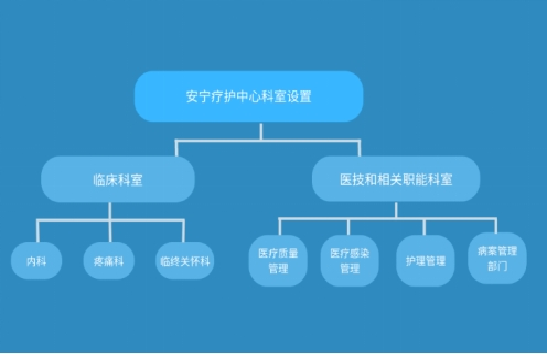 安宁疗护中心科室设置
临床科室
医技和相关职能科室
内科
疼痛科
临终关怀科
医疗质量
管理
医疗感染
管理
护理管理
病案管理
部门